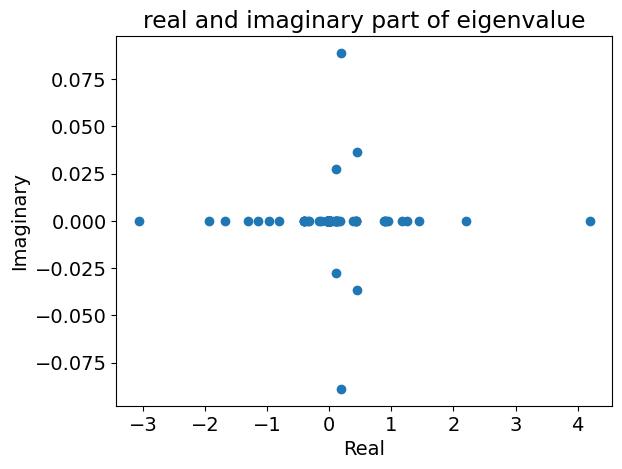 real and imaginary part of eigenvalue
Imaginary
0.075
0.050
0.025
0.000
−0.025
−0.050
−0.075
−3 −2 −1 0 1 2 3 4
Real